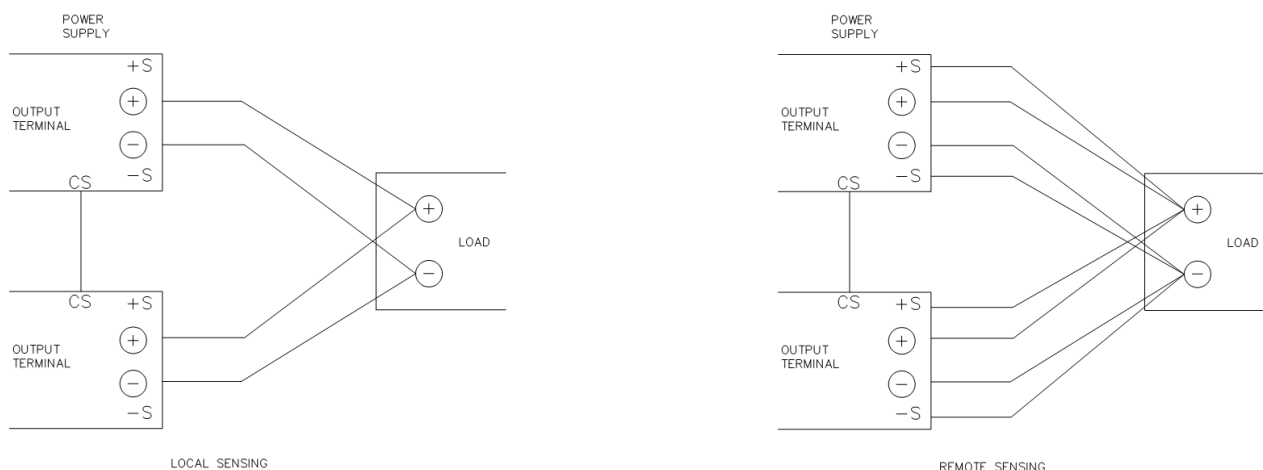 POWER
SUPPLY
+S
+
OUTPUT
TERMINAL
−
−S
CS
+
LOAD
−
CS
+S
+
OUTPUT
TERMINAL
−
−S
LOCAL SENSING
POWER
SUPPLY
+S
+
OUTPUT
TERMINAL
−
−S
CS
+
LOAD
−
CS
+S
+
OUTPUT
TERMINAL
−
−S
REMOTE SENSING